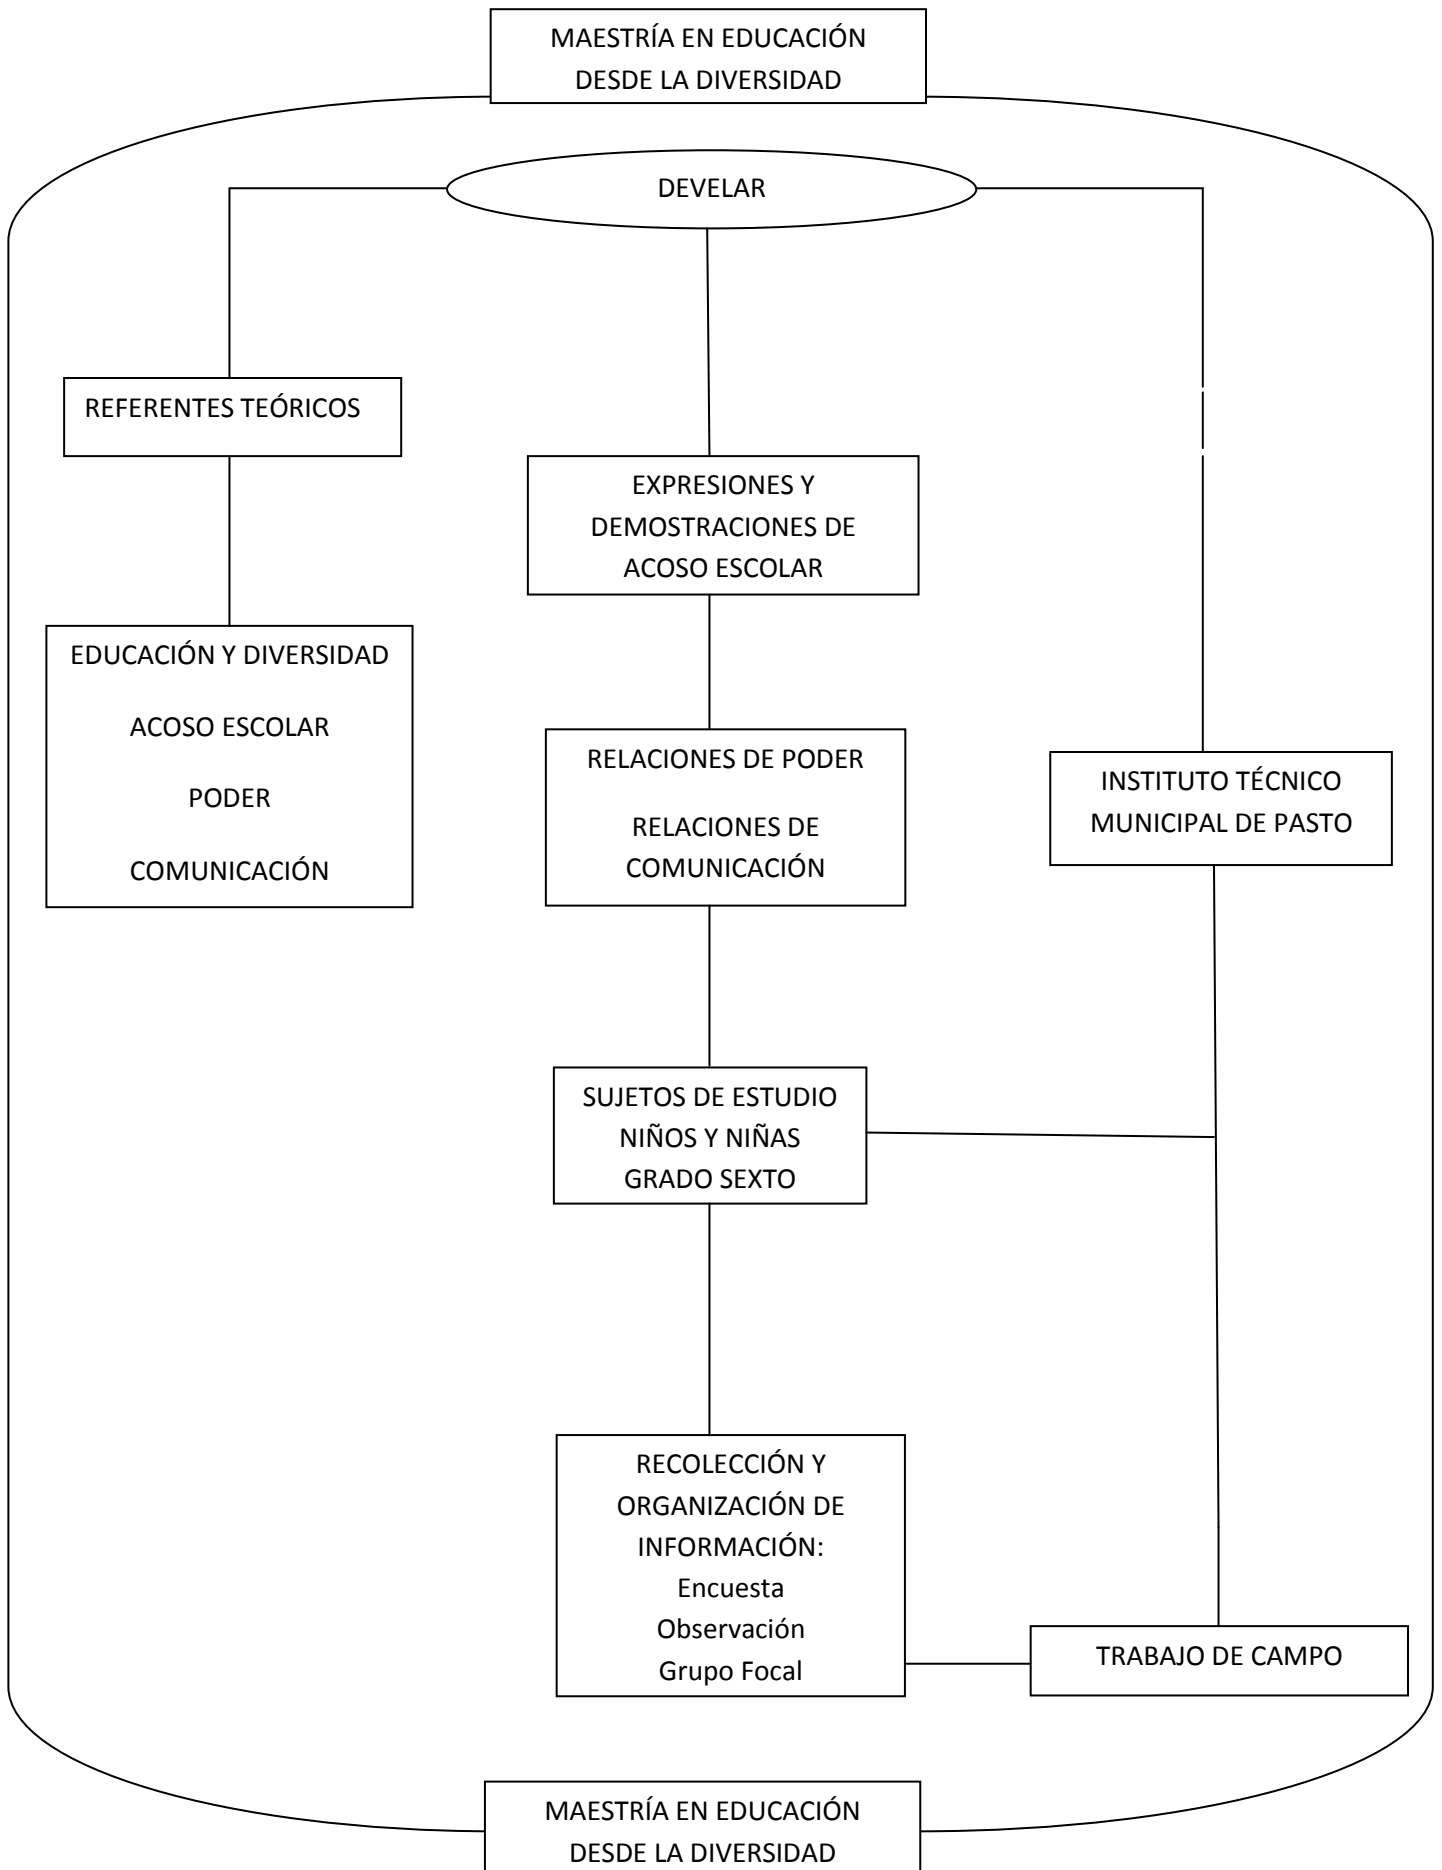 MAESTRÍA EN EDUCACIÓN
DESDE LA DIVERSIDAD
DEVELAR
REFERENTES TEÓRICOS
EXPRESIONES Y
DEMOSTRACIONES DE
ACOSO ESCOLAR
EDUCACIÓN Y DIVERSIDAD
ACOSO ESCOLAR
PODER
COMUNICACIÓN
RELACIONES DE PODER
RELACIONES DE
COMUNICACIÓN
INSTITUTO TÉCNICO
MUNICIPAL DE PASTO
SUJETOS DE ESTUDIO
NIÑOS Y NIÑAS
GRADO SEXTO
RECOLECCIÓN Y
ORGANIZACIÓN DE
INFORMACIÓN:
Encuesta
Observación
Grupo Focal
TRABAJO DE CAMPO
MAESTRÍA EN EDUCACIÓN
DESDE LA DIVERSIDAD